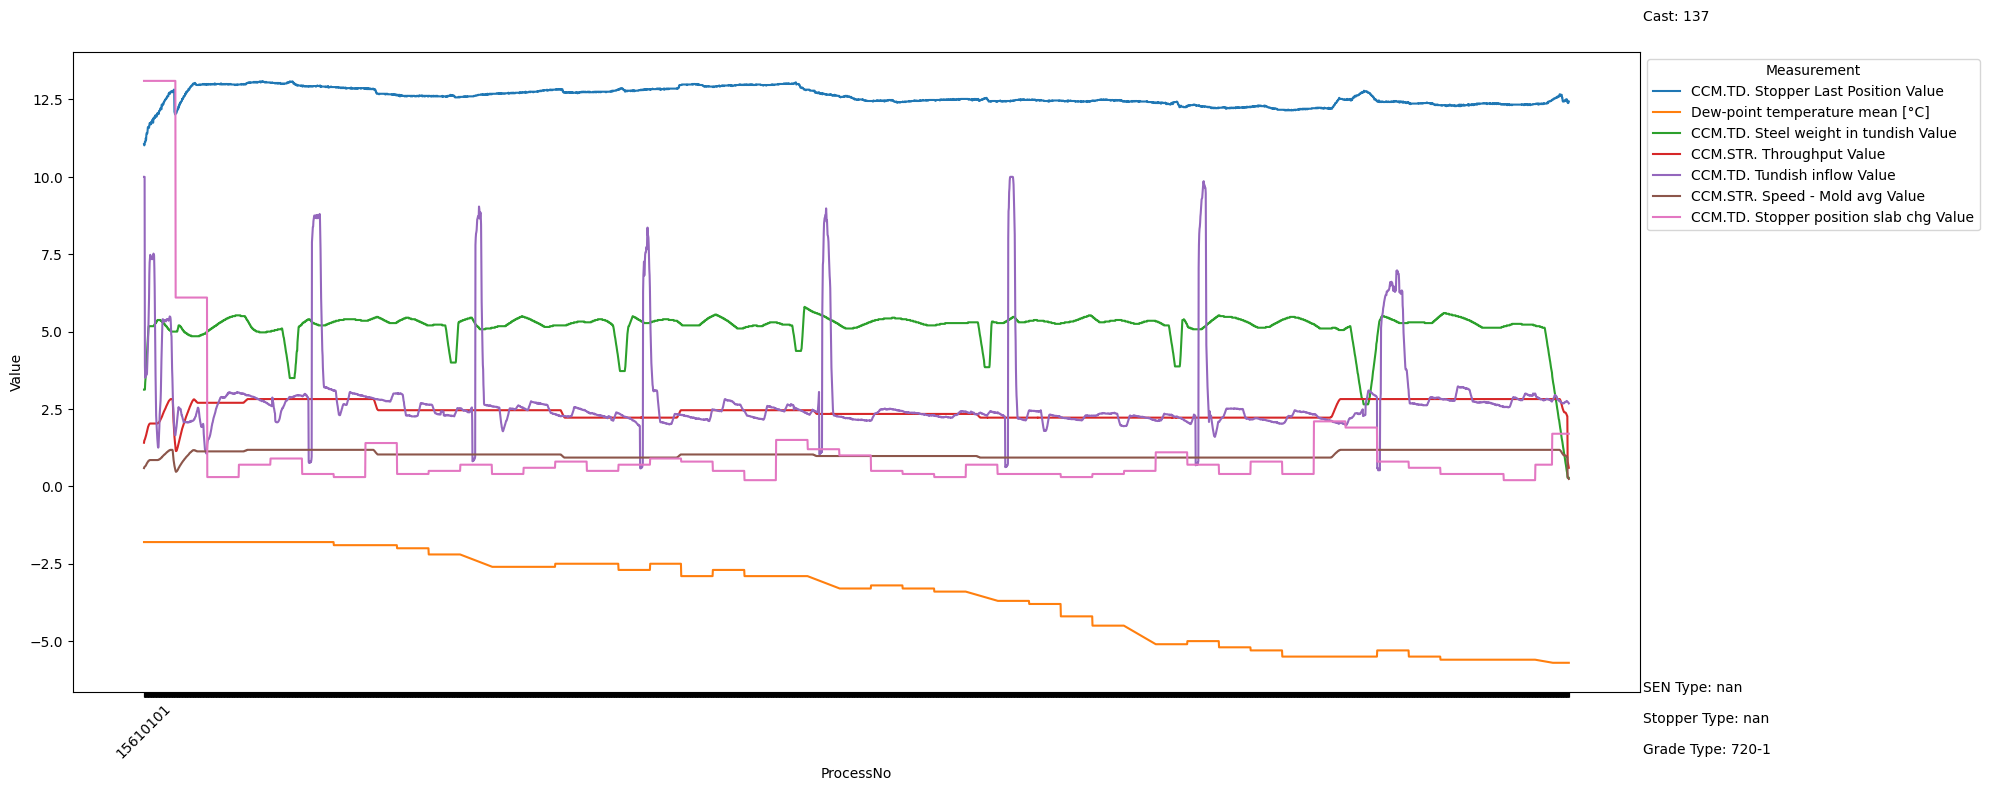 Cast: 137
Measurement
CCM.TD. Stopper Last Position Value
Dew-point temperature mean [°C]
CCM.TD. Steel weight in tundish Value
CCM.STR. Throughput Value
CCM.TD. Tundish inflow Value
CCM.STR. Speed - Mold avg Value
CCM.TD. Stopper position slab chg Value
12.5
10.0
7.5
5.0
2.5
0.0
−2.5
−5.0
Value
15610101
ProcessNo
SEN Type: nan
Stopper Type: nan
Grade Type: 720-1